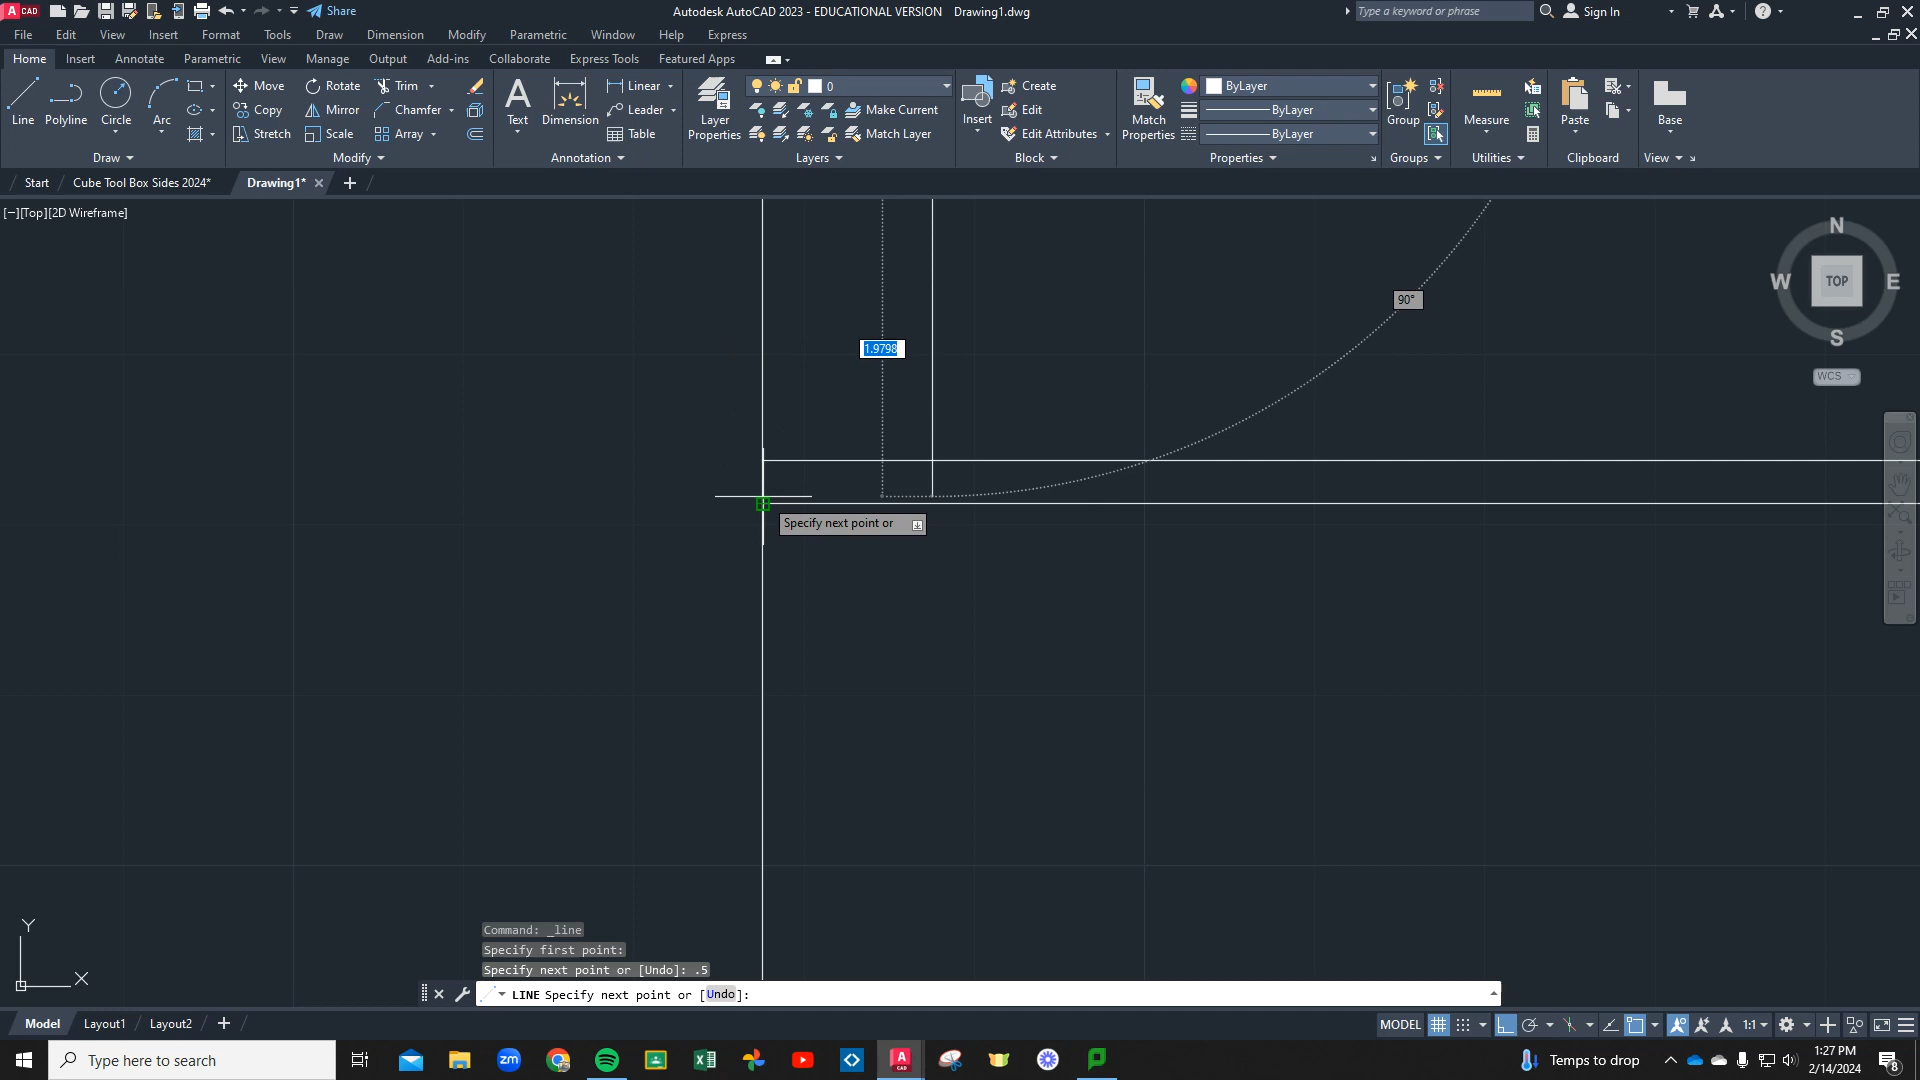 A CAD
Share
Autodesk AutoCAD 2023 - EDUCATIONAL VERSION Drawing1.dwg
Type a keyword or phrase
Sign In
File Edit View Insert Format Tools Draw Dimension Modify Parametric Window Help Express
Home Insert Annotate Parametric View Manage Output Add-ins Collaborate Express Tools Featured Apps
Line Polyline Circle Arc
Move Rotate Trim
Copy Mirror Chamfer
Stretch Scale Array
Text Dimension
Linear
Leader
Table
Layer Properties
0
Make Current
Match Layer
Insert
Create
Edit
Edit Attributes
Match Properties
ByLayer
ByLayer
ByLayer
Group
Measure
Paste
Base
Draw Modify Annotation Layers Block Properties Groups Utilities Clipboard View
Start Cube Tool Box Sides 2024* Drawing1*
[−][Top][2D Wireframe]
N
W TOP E
S
WCS
90°
1.9798
Specify next point or
Y
X
Command: _line
Specify first point:
Specify next point or [Undo]: .5
LINE Specify next point or [Undo]:
Model Layout1 Layout2
MODEL
1:1
Type here to search
zm
A CAD
Temps to drop
1:27 PM
2/14/2024
8